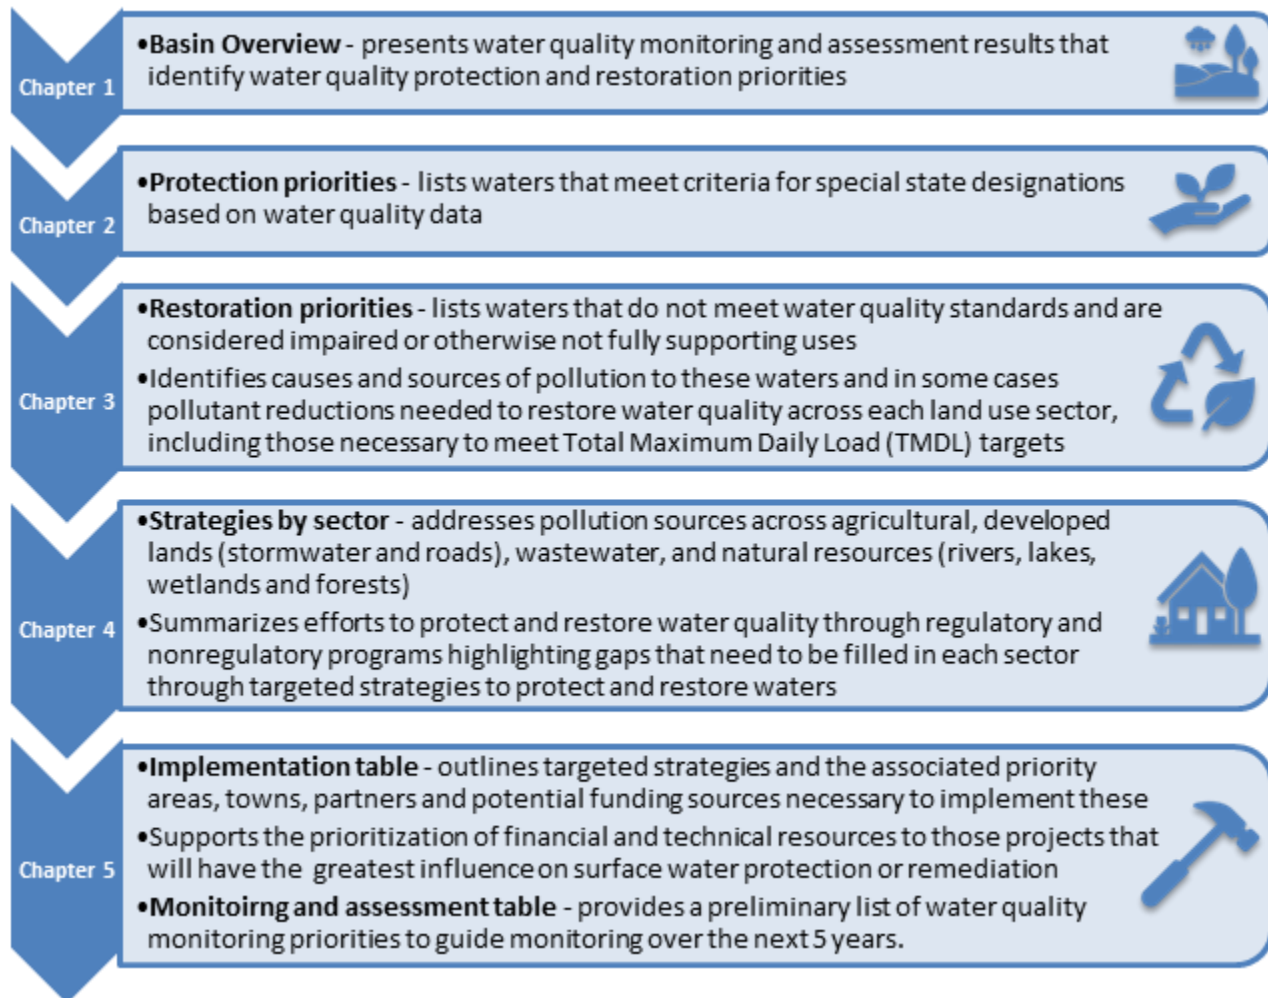 Chapter 1
•Basin Overview - presents water quality monitoring and assessment results that
identify water quality protection and restoration priorities
Chapter 2
•Protection priorities - lists waters that meet criteria for special state designations
based on water quality data
Chapter 3
•Restoration priorities - lists waters that do not meet water quality standards and are
considered impaired or otherwise not fully supporting uses
•Identifies causes and sources of pollution to these waters and in some cases
pollutant reductions needed to restore water quality across each land use sector,
including those necessary to meet Total Maximum Daily Load (TMDL) targets
Chapter 4
•Strategies by sector - addresses pollution sources across agricultural, developed
lands (stormwater and roads), wastewater, and natural resources (rivers, lakes,
wetlands and forests)
•Summarizes efforts to protect and restore water quality through regulatory and
nonregulatory programs highlighting gaps that need to be filled in each sector
through targeted strategies to protect and restore waters
Chapter 5
•Implementation table - outlines targeted strategies and the associated priority
areas, towns, partners and potential funding sources necessary to implement these
•Supports the prioritization of financial and technical resources to those projects that
will have the greatest influence on surface water protection or remediation
•Monitoirng and assessment table - provides a preliminary list of water quality
monitoring priorities to guide monitoring over the next 5 years.